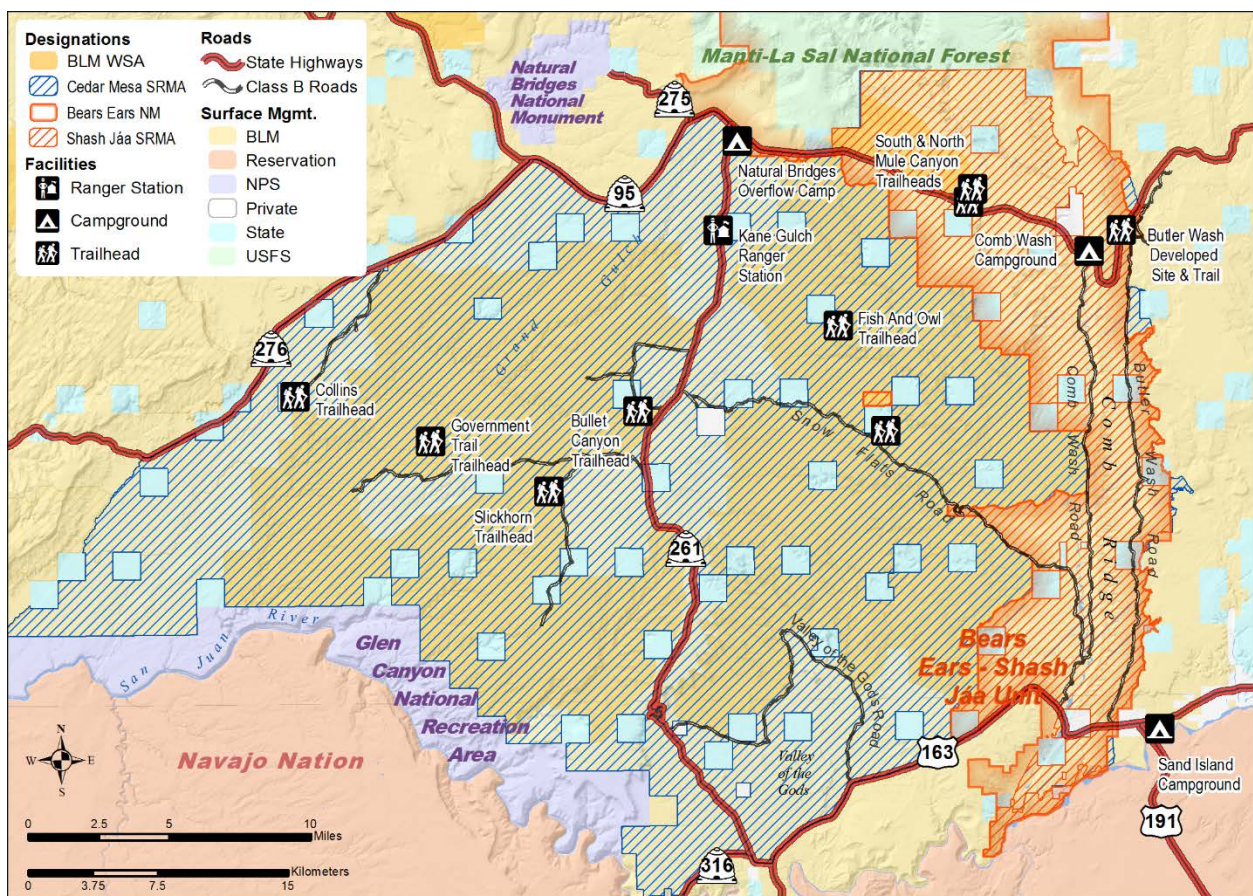 Designations
BLM WSA
Cedar Mesa SRMA
Bears Ears NM
Shash Jáa SRMA
Facilities
Ranger Station
Campground
Trailhead
Roads
State Highways
Class B Roads
Surface Mgmt.
BLM
Reservation
NPS
Private
State
USFS
Manti-La Sal National Forest
Natural
Bridges
National
Monument
275
95
276
Natural Bridges
Overflow Camp
South & North
Mule Canyon
Trailheads
Kane Gulch
Ranger
Station
Comb Wash
Campground
Butler Wash
Developed
Site & Trail
Grand Gulch
Fish And Owl
Trailhead
Collins
Trailhead
Government
Trail
Trailhead
Bullet
Canyon
Trailhead
Slickhorn
Trailhead
Snow Flats Road
Comb Wash Road
Comb Ridge
Butler Wash Road
261
San Juan River
Glen
Canyon
National
Recreation
Area
Navajo Nation
Valley of the Gods Road
Valley
of the
Gods
Bears
Ears - Shash
Jáa Unit
163
Sand Island
Campground
191
316
N
W
E
S
0 2.5 5 10
Miles
Kilometers
0 3.75 7.5 15